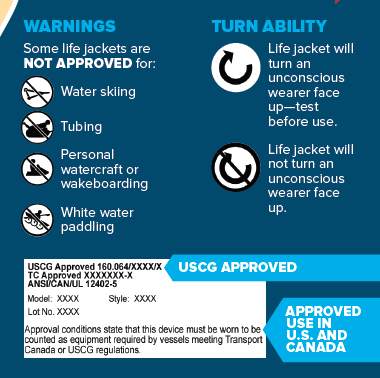 WARNINGS
Some life jackets are
NOT APPROVED for:
Water skiing
Tubing
Personal
watercraft or
wakeboarding
White water
paddling
TURN ABILITY
Life jacket will
turn an
unconscious
wearer face
up—test
before use.
Life jacket will
not turn an
unconscious
wearer face
up.
USCG Approved 160.064/XXXX/X
TC Approved XXXXXXX-X
ANSI/CAN/UL 12402-5
Model: XXXX Style: XXXX
Lot No. XXXX
Approval conditions state that this device must be worn to be
counted as equipment required by vessels meeting Transport
Canada or USCG regulations.
USCG APPROVED
APPROVED
USE IN
U.S. AND
CANADA